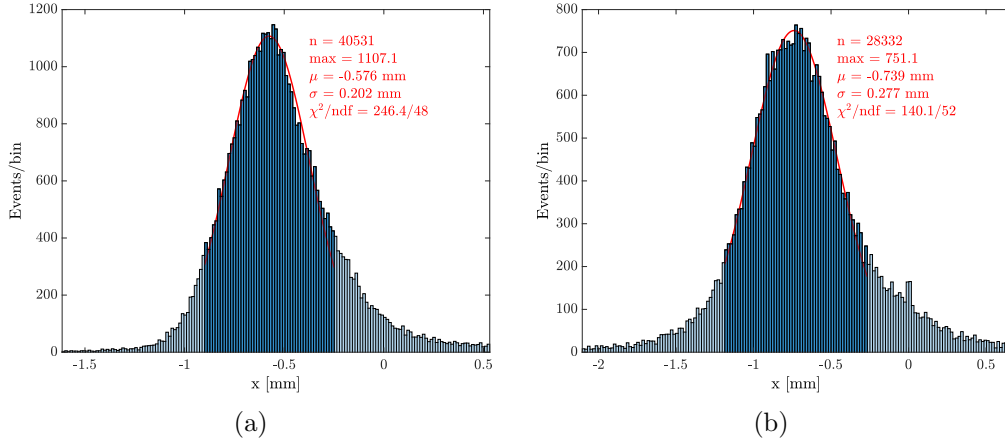 1200
1000
800
600
400
200
0
Events/bin
-1.5
-1
-0.5
0
0.5
x [mm]
n = 40531
max = 1107.1
μ = -0.576 mm
σ = 0.202 mm
χ²/ndf = 246.4/48
(a)
800
700
600
500
400
300
200
100
0
Events/bin
-2
-1.5
-1
-0.5
0
0.5
x [mm]
n = 28332
max = 751.1
μ = -0.739 mm
σ = 0.277 mm
χ²/ndf = 140.1/52
(b)